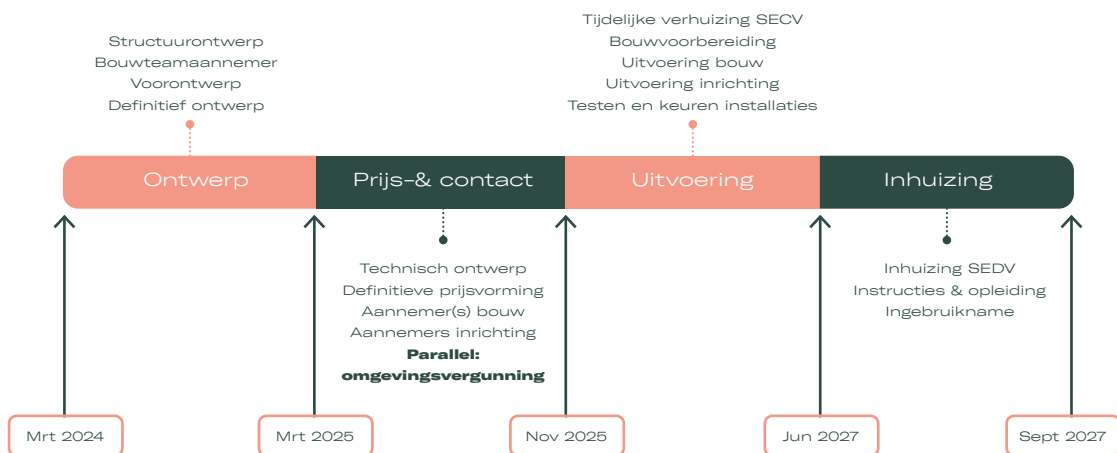 Structuurontwerp
Bouwteamaannemer
Voorontwerp
Definitief ontwerp
Tijdelijke verhuizing SECV
Bouwvoorbereiding
Uitvoering bouw
Uitvoering inrichting
Testen en keuren installaties
Ontwerp
Prijs-& contact
Uitvoering
Inhuizing
Technisch ontwerp
Definitieve prijsvorming
Aannemer(s) bouw
Aannemers inrichting
Parallel:
omgevingsvergunning
Inhuizing SEDV
Instructies & opleiding
Ingebruikname
Mrt 2024
Mrt 2025
Nov 2025
Jun 2027
Sept 2027